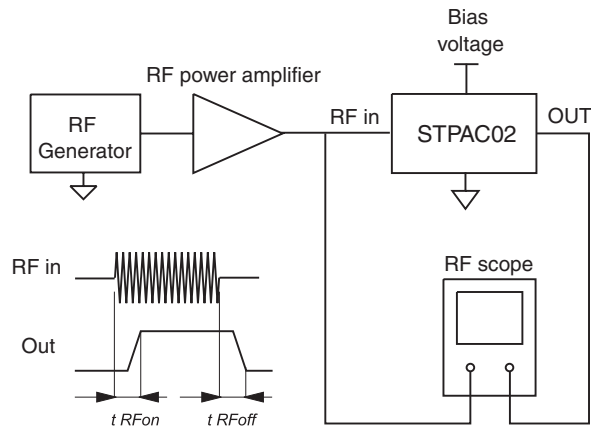 Bias
voltage
RF power amplifier
RF
Generator
RF in
STPAC02
OUT
RF in
RF scope
Out
t RFon
t RFoff